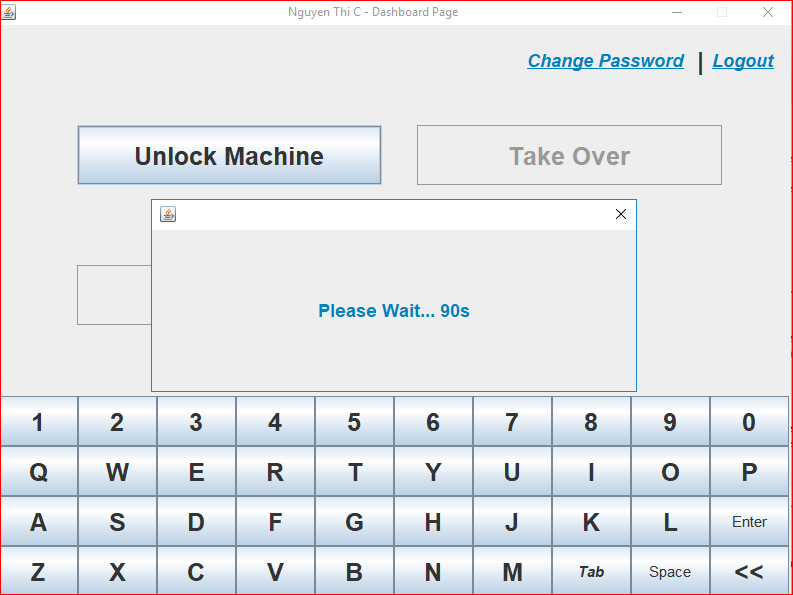 Nguyen Thi C - Dashboard Page
Change Password | Logout
Unlock Machine
Take Over
Please Wait... 90s
1 2 3 4 5 6 7 8 9 0
Q W E R T Y U I O P
A S D F G H J K L Enter
Z X C V B N M Tab Space <<